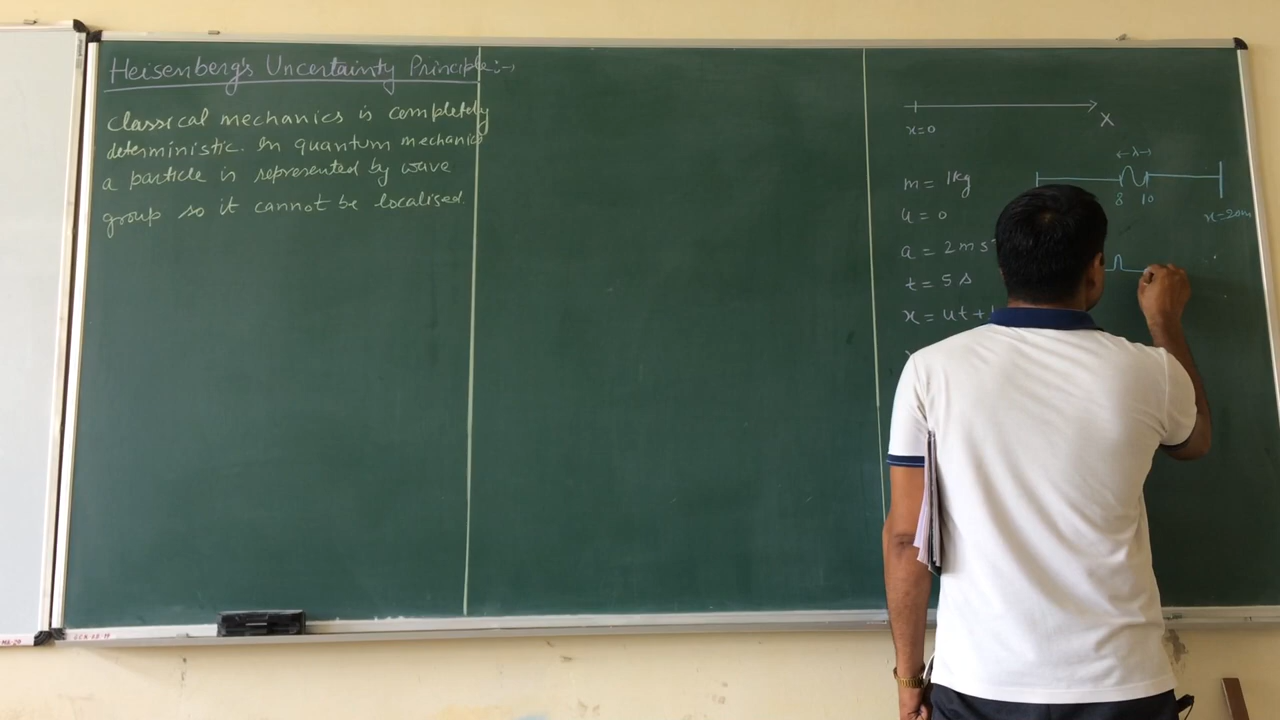 Heisenberg's Uncertainty Principle:-
Classical mechanics is completely
deterministic. In quantum mechanics
a particle is represented by wave
group so it cannot be localised.
x=0
X
m = 1kg
u = 0
a = 2 m s
t = 5 s
x = ut +
← λ →
8 10
x=20m